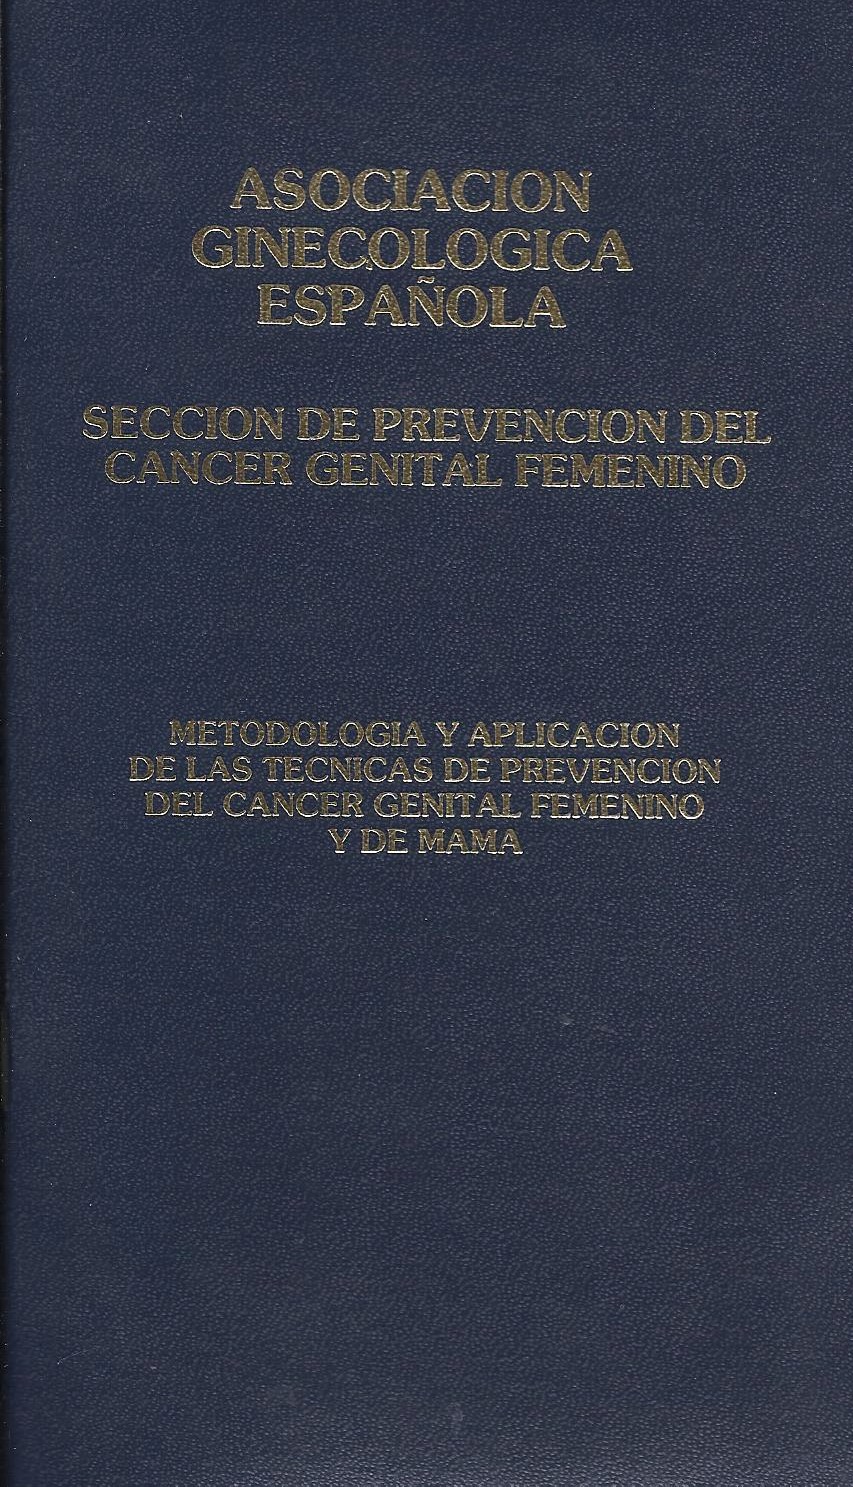 ASOCIACION
GINECOLOGICA
ESPAÑOLA
SECCION DE PREVENCION DEL
CANCER GENITAL FEMENINO
METODOLOGIA Y APLICACION
DE LAS TECNICAS DE PREVENCION
DEL CANCER GENITAL FEMENINO
Y DE MAMA